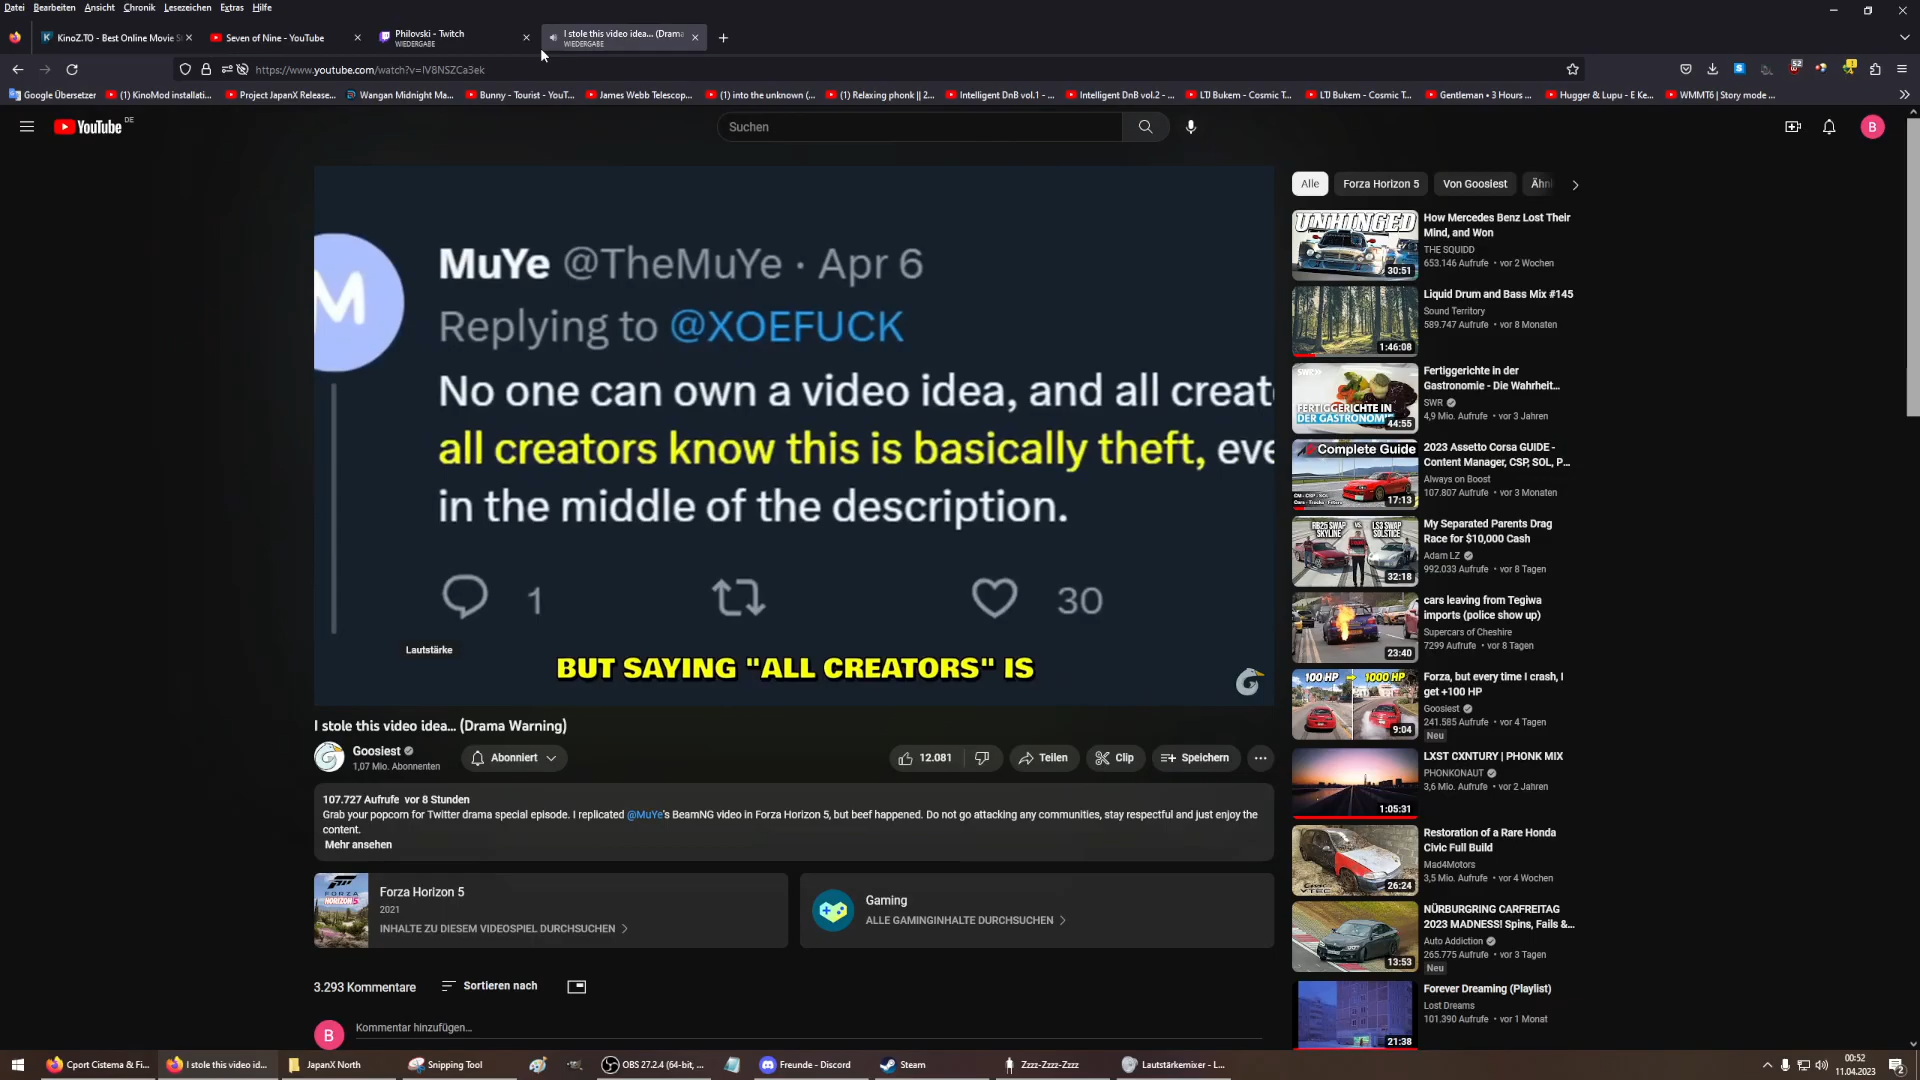 Datei Bearbeiten Ansicht Chronik Lesezeichen Extras Hilfe
KinoZ.TO - Best Online Movie S
Seven of Nine - YouTube
Philovski - Twitch
WIEDERGABE
I stole this video idea... (Drama
WIEDERGABE
https://www.youtube.com/watch?v=lV8NSZCa3ek
52
Google Übersetzer
(1) KinoMod installati...
Project JapanX Release...
Wangan Midnight Ma...
Bunny - Tourist - YouT...
James Webb Telescop...
(1) into the unknown (...
(1) Relaxing phonk || 2...
Intelligent DnB vol.1 - ...
Intelligent DnB vol.2 - ...
LTJ Bukem - Cosmic T...
LTJ Bukem - Cosmic T...
Gentleman • 3 Hours ...
Hugger & Lupu - E Ke...
WMMT6 | Story mode ...
YouTube DE
Suchen
B
MuYe @TheMuYe · Apr 6
M
Replying to @XOEFUCK
No one can own a video idea, and all creat
all creators know this is basically theft, eve
in the middle of the description.
1
30
Lautstärke
BUT SAYING "ALL CREATORS" IS
I stole this video idea... (Drama Warning)
Goosiest
1,07 Mio. Abonnenten
Abonniert
12.081
Teilen
Clip
Speichern
107.727 Aufrufe vor 8 Stunden
Grab your popcorn for Twitter drama special episode. I replicated @MuYe's BeamNG video in Forza Horizon 5, but beef happened. Do not go attacking any communities, stay respectful and just enjoy the
content.
Mehr ansehen
FORZA
HORIZON 5
Forza Horizon 5
2021
INHALTE ZU DIESEM VIDEOSPIEL DURCHSUCHEN
Gaming
ALLE GAMINGINHALTE DURCHSUCHEN
3.293 Kommentare
Sortieren nach
B
Kommentar hinzufügen...
Alle
Forza Horizon 5
Von Goosiest
Ähnl
UNHINGED
30:51
How Mercedes Benz Lost Their
Mind, and Won
THE SQUIDD
653.146 Aufrufe • vor 2 Wochen
1:46:08
Liquid Drum and Bass Mix #145
Sound Territory
589.747 Aufrufe • vor 8 Monaten
SWR
FERTIGGERICHTE IN
DER GASTRONOMIE
44:55
Fertiggerichte in der
Gastronomie - Die Wahrheit...
SWR
4,9 Mio. Aufrufe • vor 3 Jahren
Complete Guide
17:13
2023 Assetto Corsa GUIDE -
Content Manager, CSP, SOL, P...
Always on Boost
107.807 Aufrufe • vor 3 Monaten
RB25 SWAP
SKYLINE
VS.
LS3 SWAP
SOLSTICE
32:18
My Separated Parents Drag
Race for $10,000 Cash
Adam LZ
992.033 Aufrufe • vor 8 Tagen
23:40
cars leaving from Tegiwa
imports (police show up)
Supercars of Cheshire
7299 Aufrufe • vor 8 Tagen
100 HP
1000 HP
9:04
Forza, but every time I crash, I
get +100 HP
Goosiest
241.585 Aufrufe • vor 4 Tagen
Neu
1:05:31
LXST CXNTURY | PHONK MIX
PHONKONAUT
3,6 Mio. Aufrufe • vor 2 Jahren
26:24
Restoration of a Rare Honda
Civic Full Build
Mad4Motors
3,5 Mio. Aufrufe • vor 4 Wochen
13:53
NÜRBURGRING CARFREITAG
2023 MADNESS! Spins, Fails &...
Auto Addiction
265.775 Aufrufe • vor 3 Tagen
Neu
21:38
Forever Dreaming (Playlist)
Lost Dreams
101.390 Aufrufe • vor 1 Monat
Cport Cistema & Fi...
I stole this video id...
JapanX North
Snipping Tool
OBS 27.2.4 (64-bit, ...
Freunde - Discord
Steam
Zzzz-Zzzz-Zzzz
Lautstärkemixer - L...
00:52
11.04.2023
2